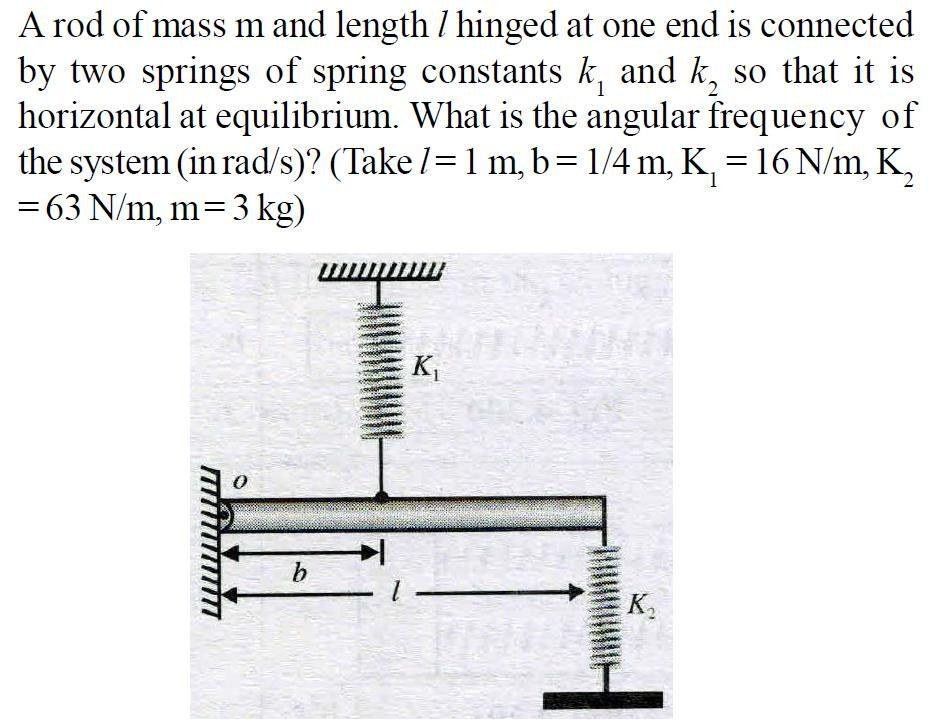 A rod of mass m and length l hinged at one end is connected
by two springs of spring constants k₁ and k₂ so that it is
horizontal at equilibrium. What is the angular frequency of
the system (in rad/s)? (Take l = 1 m, b = 1/4 m, K₁ = 16 N/m, K₂
= 63 N/m, m = 3 kg)
K₁
o
b
l
K₂